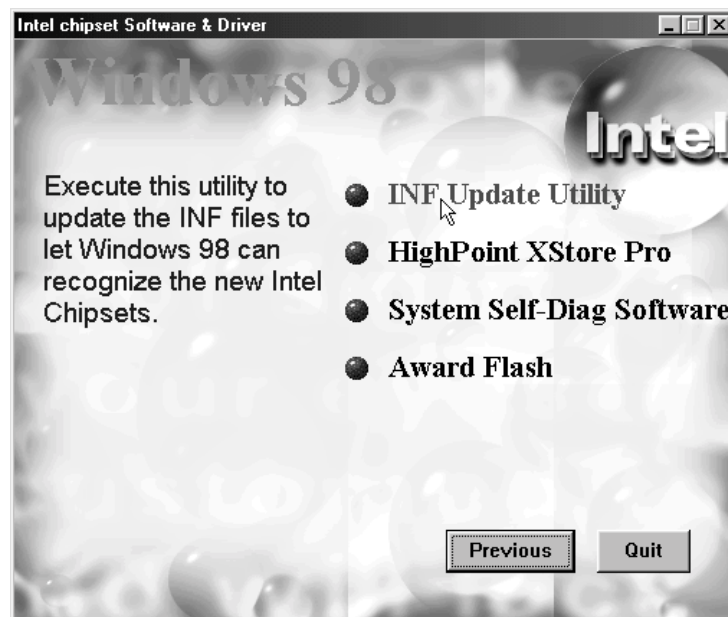 Intel chipset Software & Driver
Windows 98
Intel
Execute this utility to
update the INF files to
let Windows 98 can
recognize the new Intel
Chipsets.
INF Update Utility
HighPoint XStore Pro
System Self-Diag Software
Award Flash
Previous
Quit